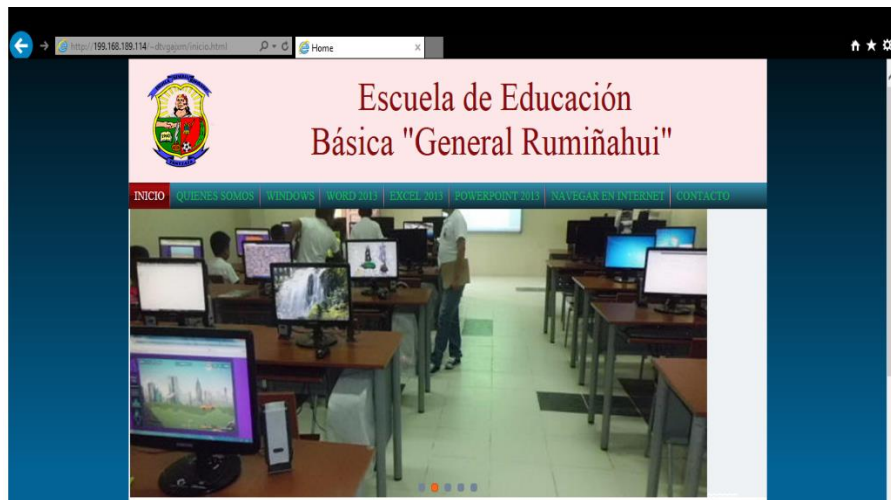 http://199.168.189.114/~dtvgajam/inicio.html
Home
Escuela de Educación
Básica "General Rumiñahui"
INICIO QUIENES SOMOS WINDOWS WORD 2013 EXCEL 2013 POWERPOINT 2013 NAVEGAR EN INTERNET CONTACTO